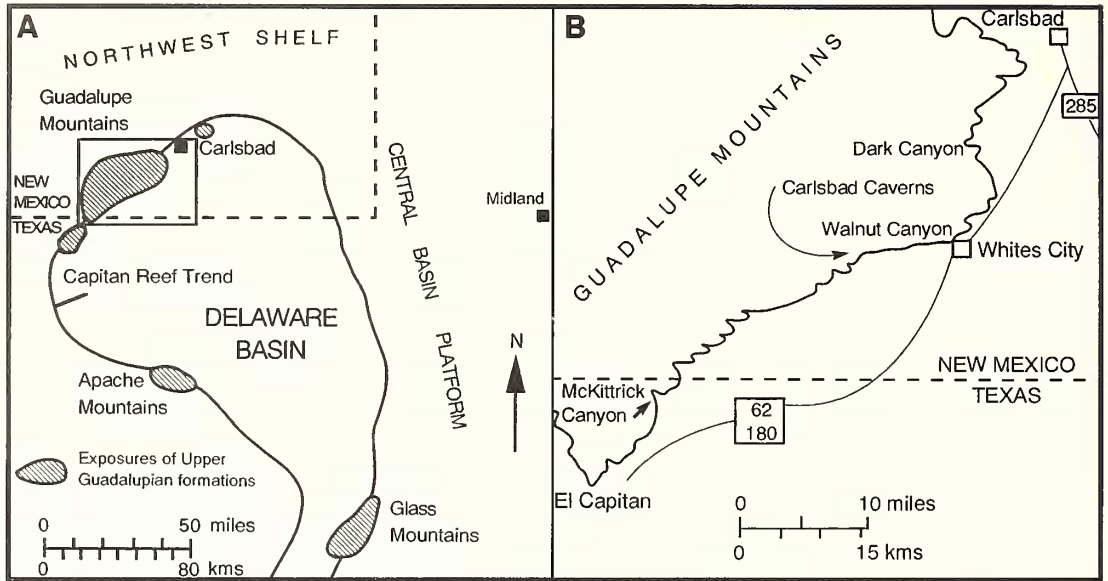 A
NORTHWEST SHELF
Guadalupe
Mountains
Carlsbad
NEW
MEXICO
TEXAS
CENTRAL BASIN PLATFORM
Midland
Capitan Reef Trend
DELAWARE
BASIN
N
Apache
Mountains
Exposures of Upper
Guadalupian formations
Glass
Mountains
0 50 miles
0 80 kms
B
Carlsbad
285
GUADALUPE MOUNTAINS
Dark Canyon
Carlsbad Caverns
Walnut Canyon
Whites City
NEW MEXICO
TEXAS
McKittrick
Canyon
62
180
El Capitan
0 10 miles
0 15 kms